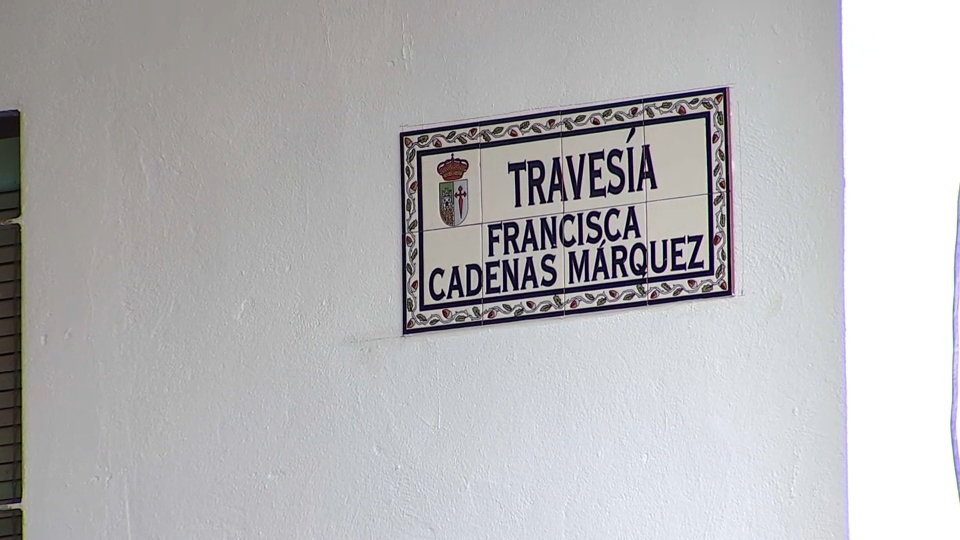 TRAVESÍA
FRANCISCA
CADENAS MÁRQUEZ